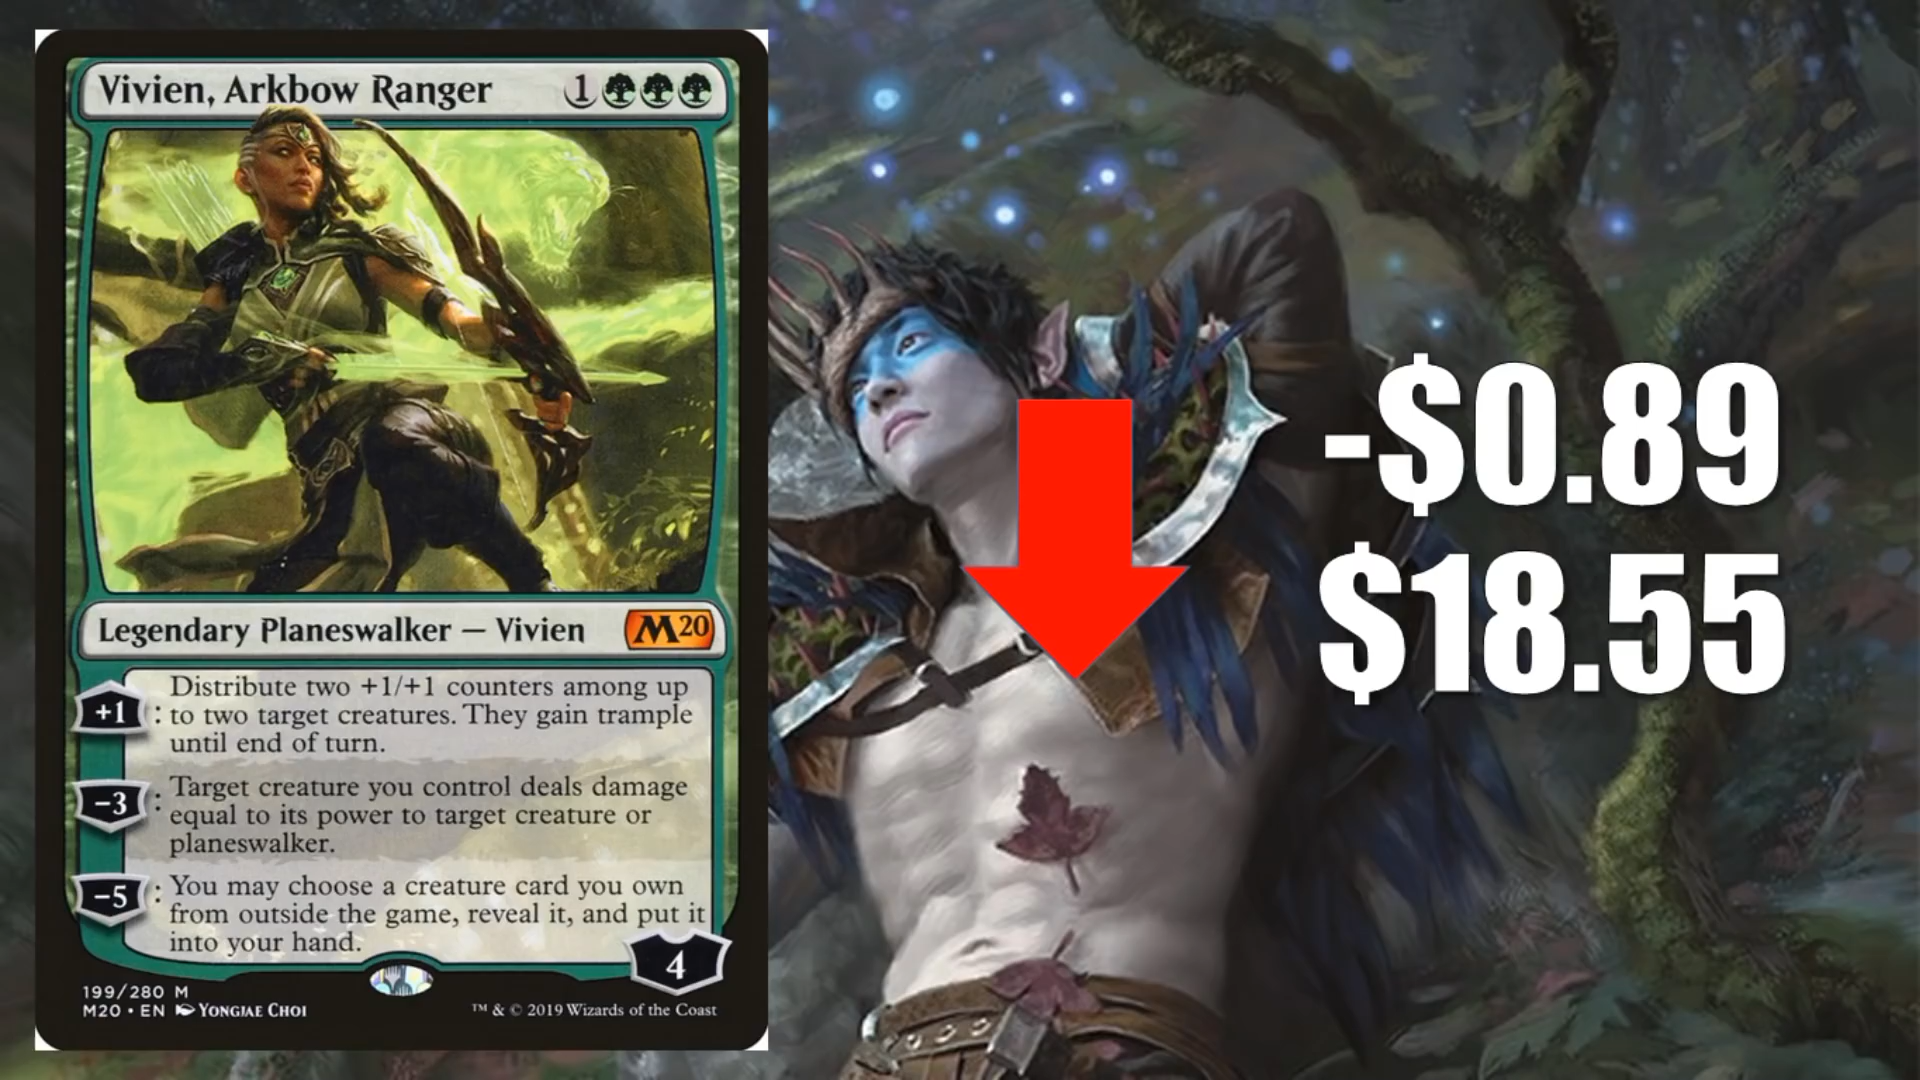 Vivien, Arkbow Ranger 1
Legendary Planeswalker — Vivien M20
+1 : Distribute two +1/+1 counters among up
to two target creatures. They gain trample
until end of turn.
−3 : Target creature you control deals damage
equal to its power to target creature or
planeswalker.
−5 : You may choose a creature card you own
from outside the game, reveal it, and put it
into your hand.
4
199/280 M
M20 • EN YONGJAE CHOI
™ & © 2019 Wizards of the Coast
-$0.89
$18.55